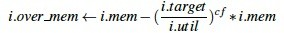 i.over_mem ← i.mem − (i.target / i.util)^cf * i.mem